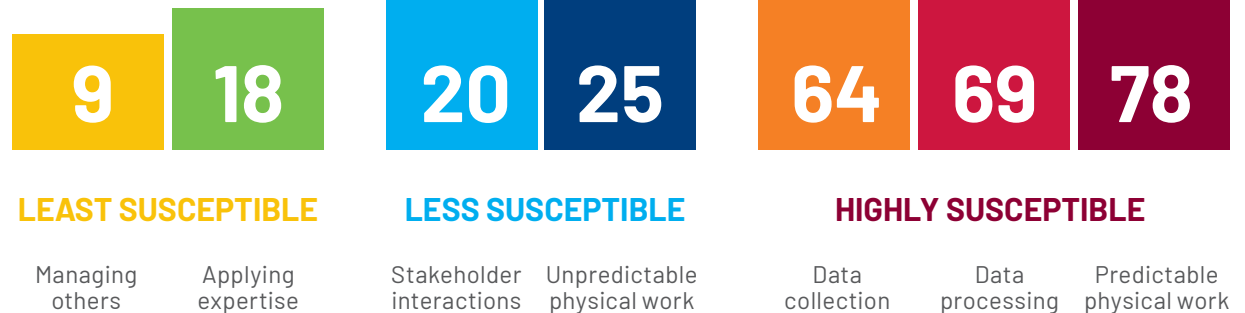 9 18 20 25 64 69 78
LEAST SUSCEPTIBLE LESS SUSCEPTIBLE HIGHLY SUSCEPTIBLE
Managing Applying Stakeholder Unpredictable Data Data Predictable
others expertise interactions physical work collection processing physical work